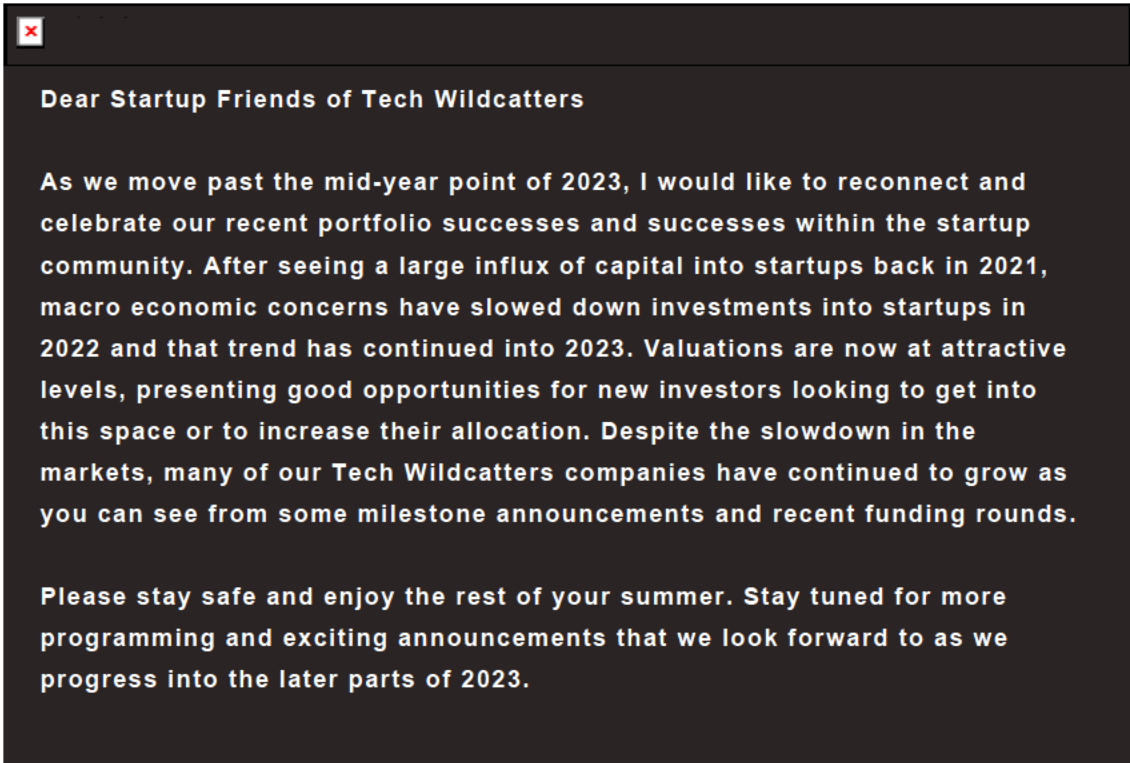 Dear Startup Friends of Tech Wildcatters
As we move past the mid-year point of 2023, I would like to reconnect and
celebrate our recent portfolio successes and successes within the startup
community. After seeing a large influx of capital into startups back in 2021,
macro economic concerns have slowed down investments into startups in
2022 and that trend has continued into 2023. Valuations are now at attractive
levels, presenting good opportunities for new investors looking to get into
this space or to increase their allocation. Despite the slowdown in the
markets, many of our Tech Wildcatters companies have continued to grow as
you can see from some milestone announcements and recent funding rounds.
Please stay safe and enjoy the rest of your summer. Stay tuned for more
programming and exciting announcements that we look forward to as we
progress into the later parts of 2023.